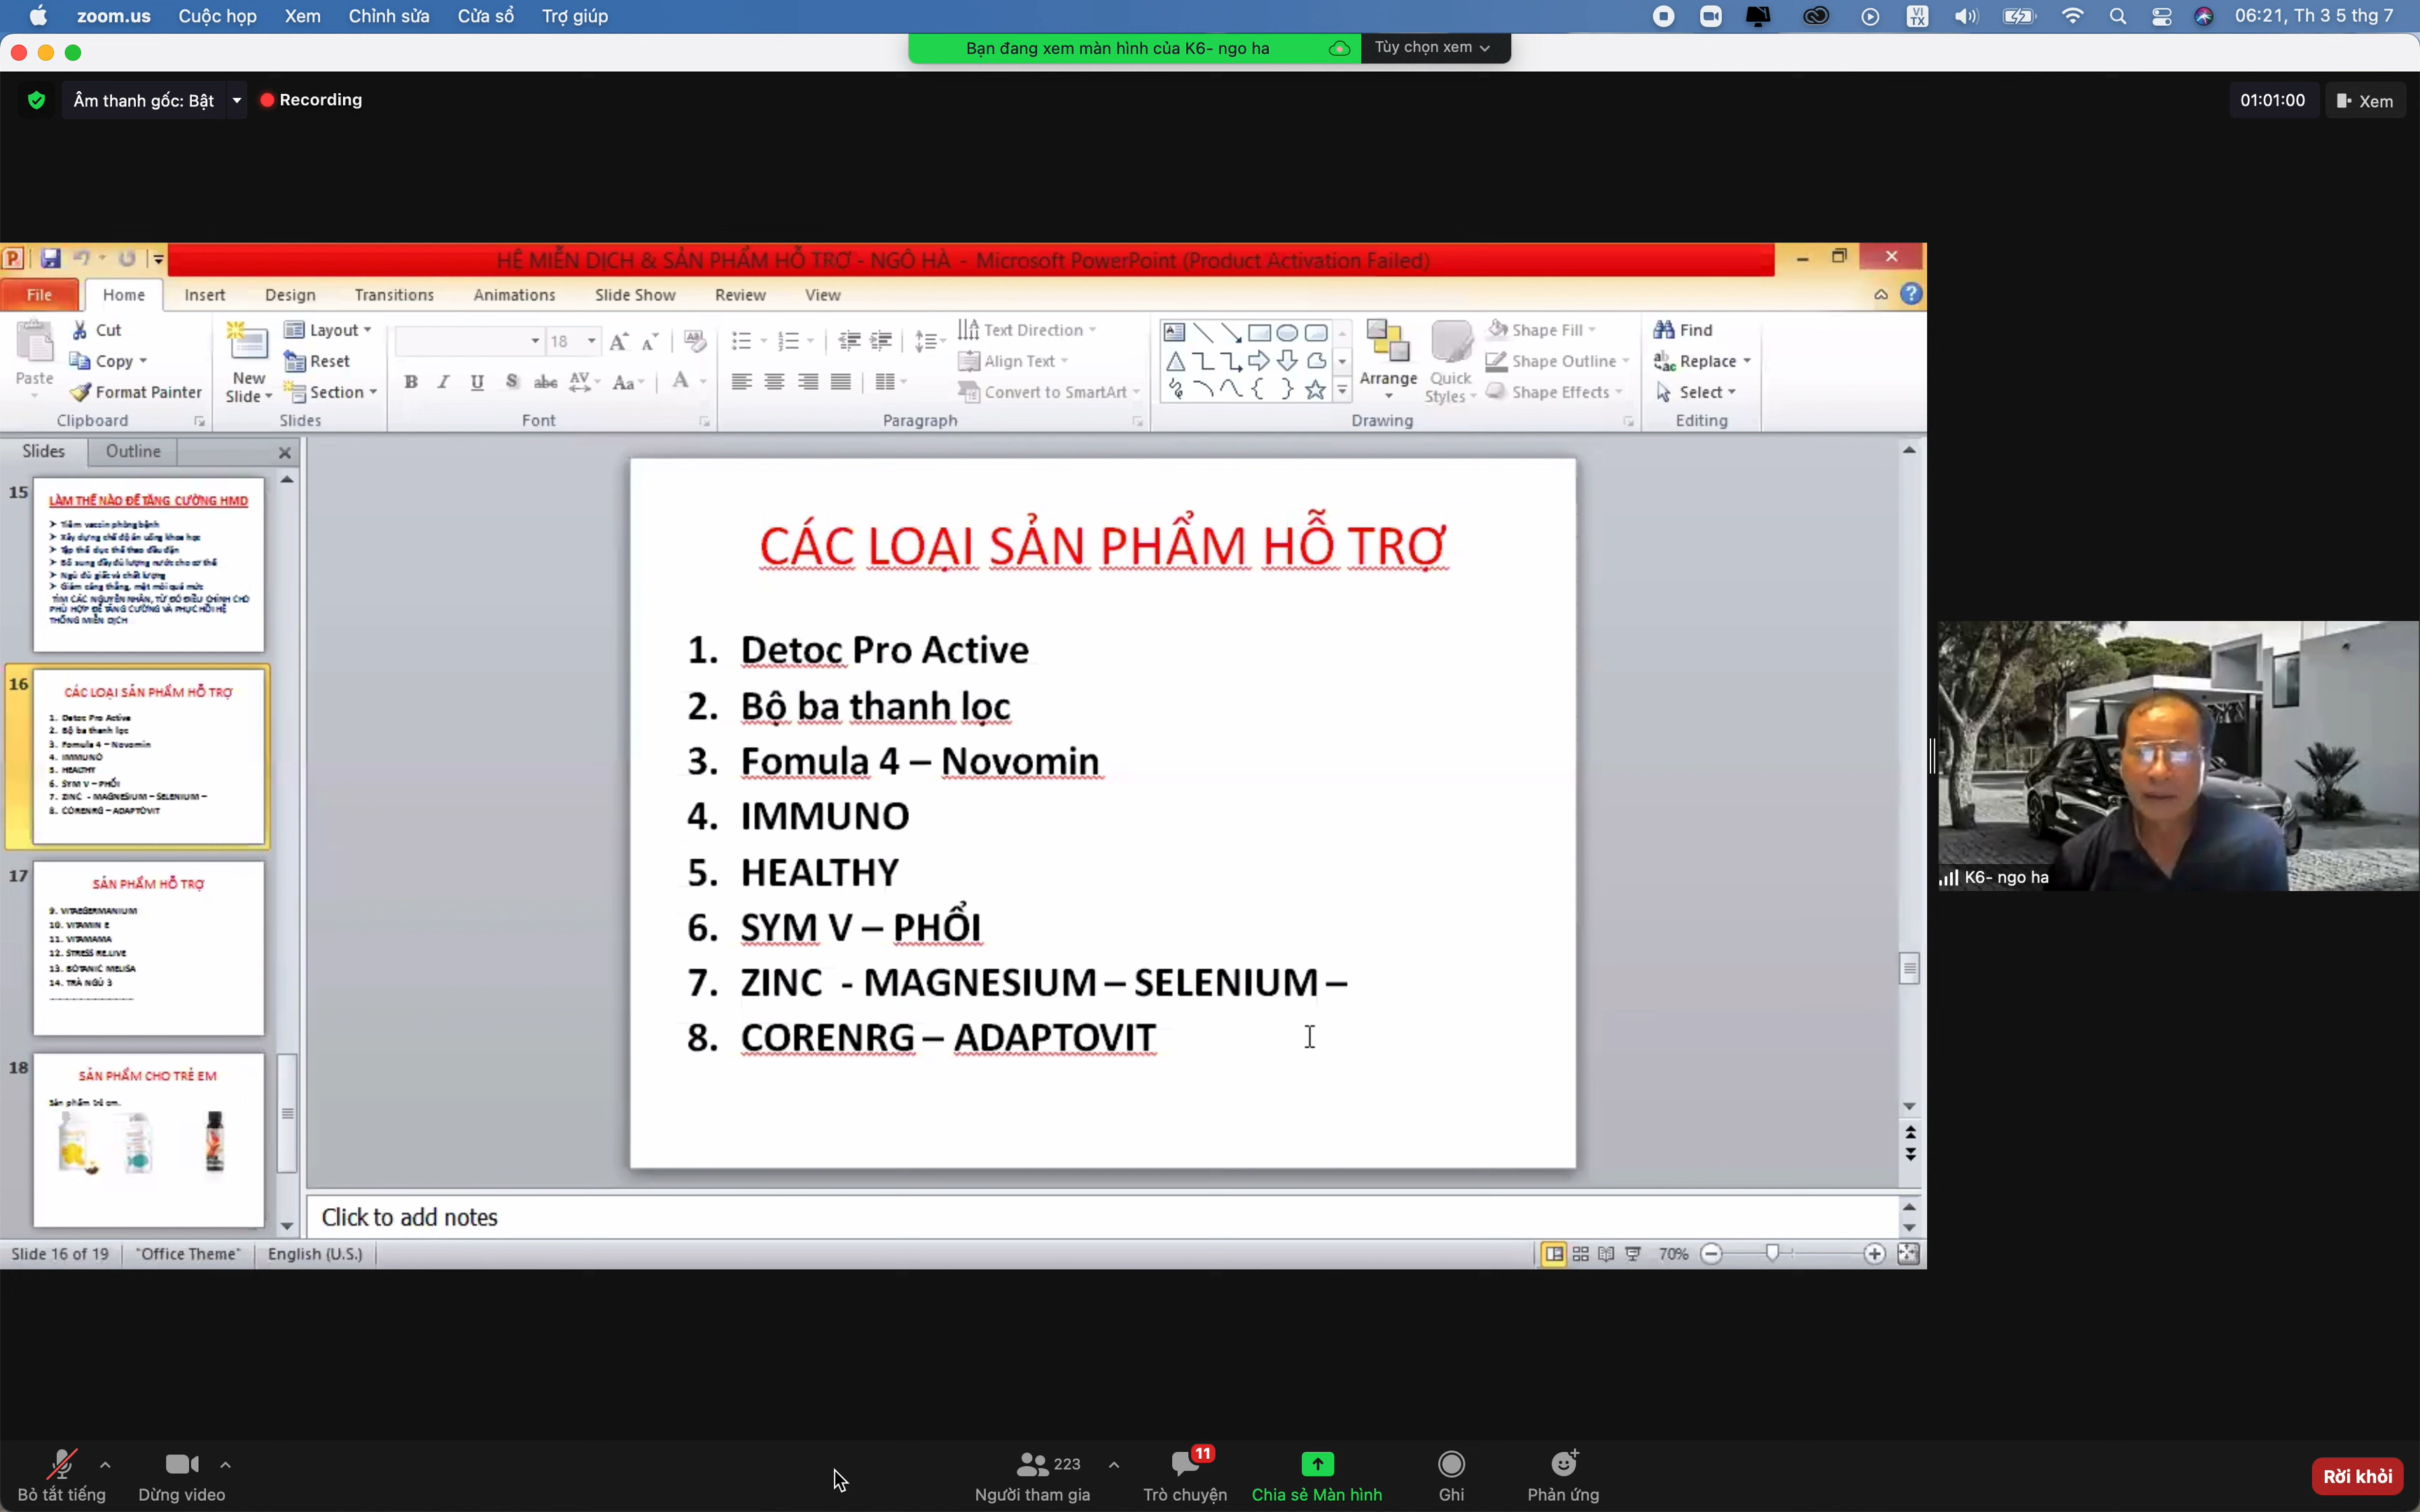 zoom.us Cuộc họp Xem Chỉnh sửa Cửa sổ Trợ giúp VI TX 06:21, Th 3 5 thg 7
Bạn đang xem màn hình của K6- ngo ha Tùy chọn xem
Âm thanh gốc: Bật Recording 01:01:00 Xem
HỆ MIỄN DỊCH & SẢN PHẨM HỖ TRỢ - NGÔ HÀ - Microsoft PowerPoint (Product Activation Failed)
File Home Insert Design Transitions Animations Slide Show Review View
Paste Cut Copy Format Painter Clipboard
New Slide Layout Reset Section Slides
18 Font
Text Direction Align Text Convert to SmartArt Paragraph
Arrange Quick Styles Shape Fill Shape Outline Shape Effects Drawing
Find Replace Select Editing
Slides Outline
15
LÀM THẾ NÀO ĐỂ TĂNG CƯỜNG HMD
Tiêm vaccin phòng bệnh
Xây dựng chế độ ăn uống khoa học
Tập thể dục thể thao đều đặn
Bổ sung đầy đủ lượng nước cho cơ thể
Ngủ đủ giấc và chất lượng
Giảm căng thẳng, mệt mỏi quá mức
TÌM CÁC NGUYÊN NHÂN, TỪ ĐÓ ĐIỀU CHỈNH CHO
PHÙ HỢP ĐỂ TĂNG CƯỜNG VÀ PHỤC HỒI HỆ
THỐNG MIỄN DỊCH
16
CÁC LOẠI SẢN PHẨM HỖ TRỢ
1. Detoc Pro Active
2. Bộ ba thanh lọc
3. Fomula 4 – Novomin
4. IMMUNO
5. HEALTHY
6. SYM V – PHỔI
7. ZINC - MAGNESIUM – SELENIUM –
8. CORENRG – ADAPTOVIT
17
SẢN PHẨM HỖ TRỢ
9. VITAGERMANIUM
10. VITAMIN E
11. VITAMAMA
12. STRESS RE.LIVE
13. BOTANIC MELISA
14. TRÀ NGỦ 3
18
SẢN PHẨM CHO TRẺ EM
Sản phẩm trẻ em.
CÁC LOẠI SẢN PHẨM HỖ TRỢ
1. Detoc Pro Active
2. Bộ ba thanh lọc
3. Fomula 4 – Novomin
4. IMMUNO
5. HEALTHY
6. SYM V – PHỔI
7. ZINC - MAGNESIUM – SELENIUM –
8. CORENRG – ADAPTOVIT
K6- ngo ha
Click to add notes
Slide 16 of 19 "Office Theme" English (U.S.) 70%
223 11
Bỏ tắt tiếng Dừng video Người tham gia Trò chuyện Chia sẻ Màn hình Ghi Phản ứng Rời khỏi